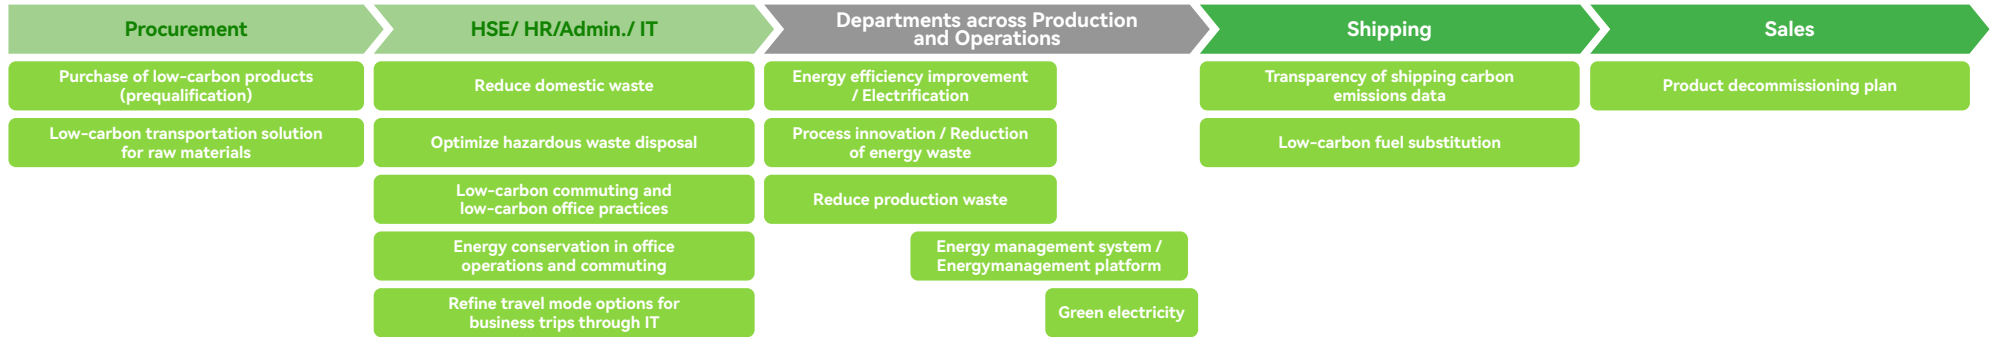 Procurement
HSE/ HR/Admin./ IT
Departments across Production
and Operations
Shipping
Sales
Purchase of low-carbon products
(prequalification)
Low-carbon transportation solution
for raw materials
Reduce domestic waste
Optimize hazardous waste disposal
Low-carbon commuting and
low-carbon office practices
Energy conservation in office
operations and commuting
Refine travel mode options for
business trips through IT
Energy efficiency improvement
/ Electrification
Process innovation / Reduction
of energy waste
Reduce production waste
Energy management system /
Energymanagement platform
Green electricity
Transparency of shipping carbon
emissions data
Low-carbon fuel substitution
Product decommissioning plan